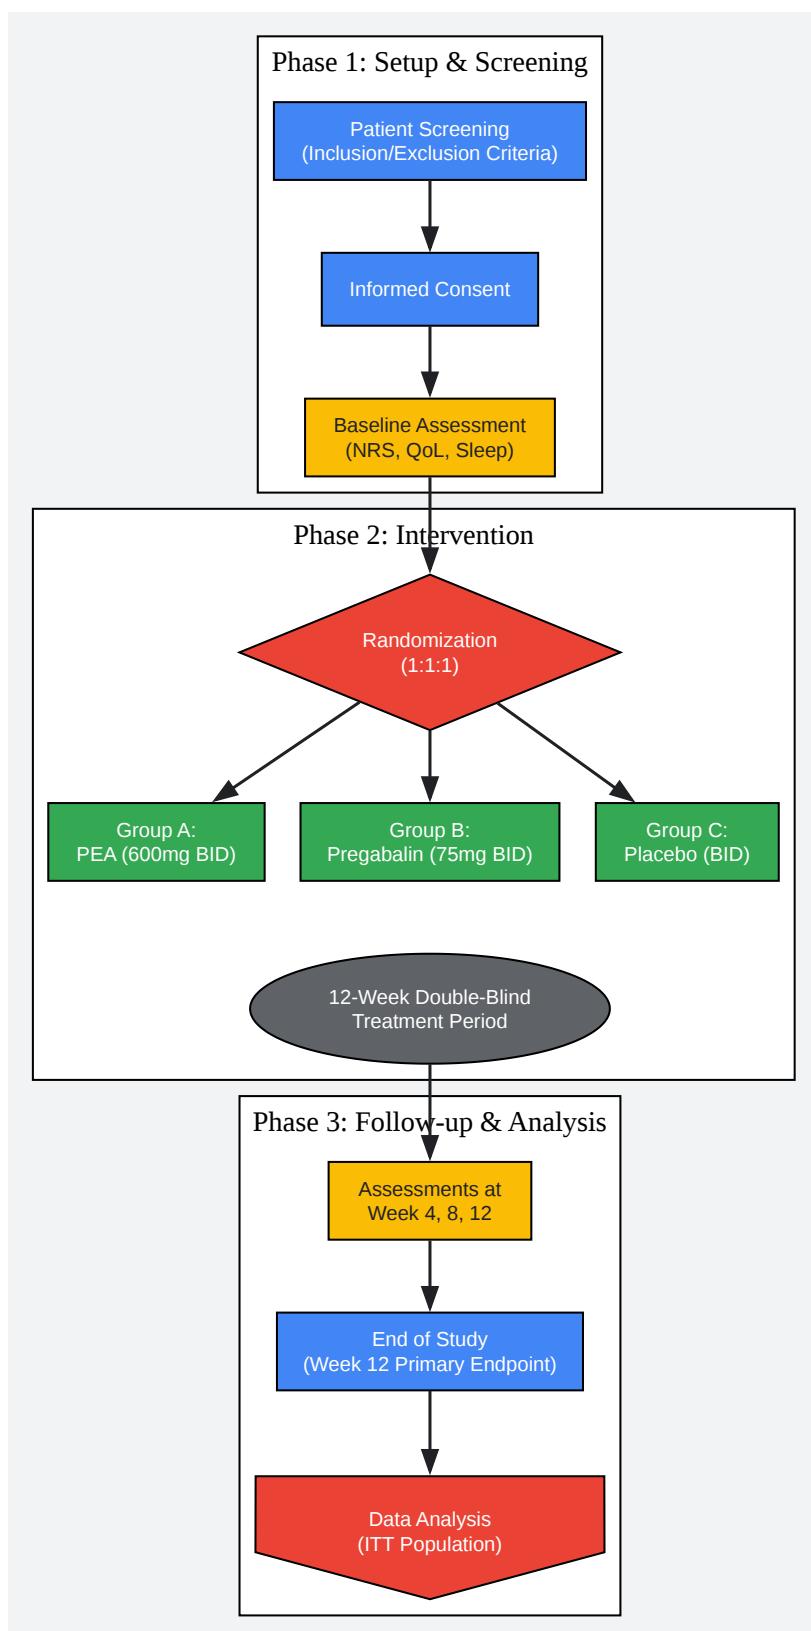 Phase 1: Setup & Screening
Patient Screening
(Inclusion/Exclusion Criteria)
Informed Consent
Baseline Assessment
(NRS, QoL, Sleep)
Phase 2: Intervention
Randomization
(1:1:1)
Group A:
PEA (600mg BID)
Group B:
Pregabalin (75mg BID)
Group C:
Placebo (BID)
12-Week Double-Blind
Treatment Period
Phase 3: Follow-up & Analysis
Assessments at
Week 4, 8, 12
End of Study
(Week 12 Primary Endpoint)
Data Analysis
(ITT Population)